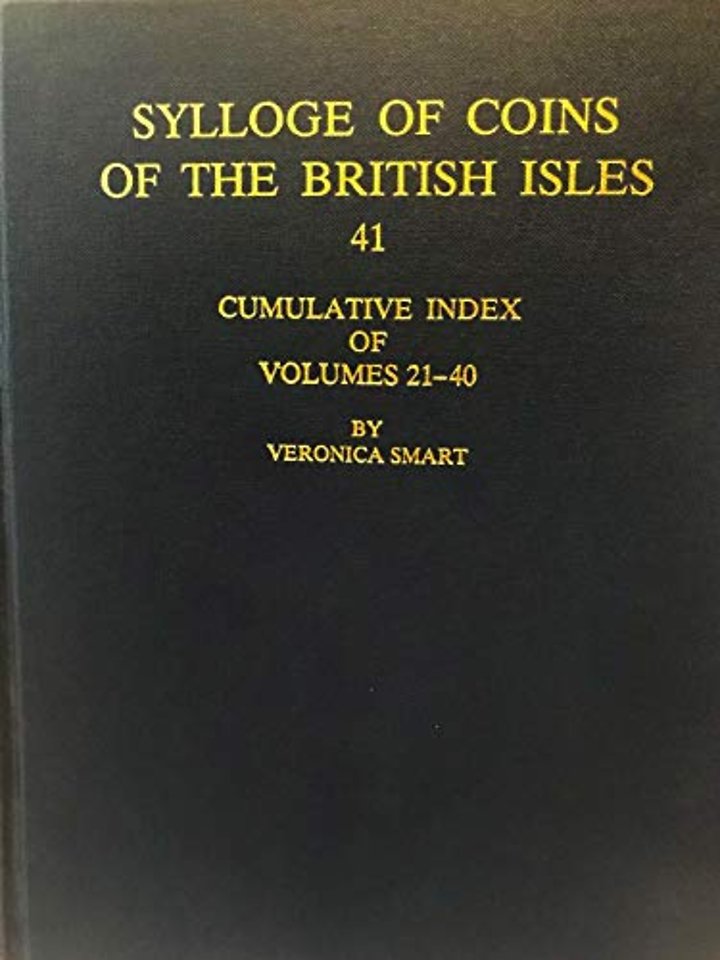 SYLLOGE OF COINS
OF THE BRITISH ISLES
41
CUMULATIVE INDEX
OF
VOLUMES 21–40
BY
VERONICA SMART